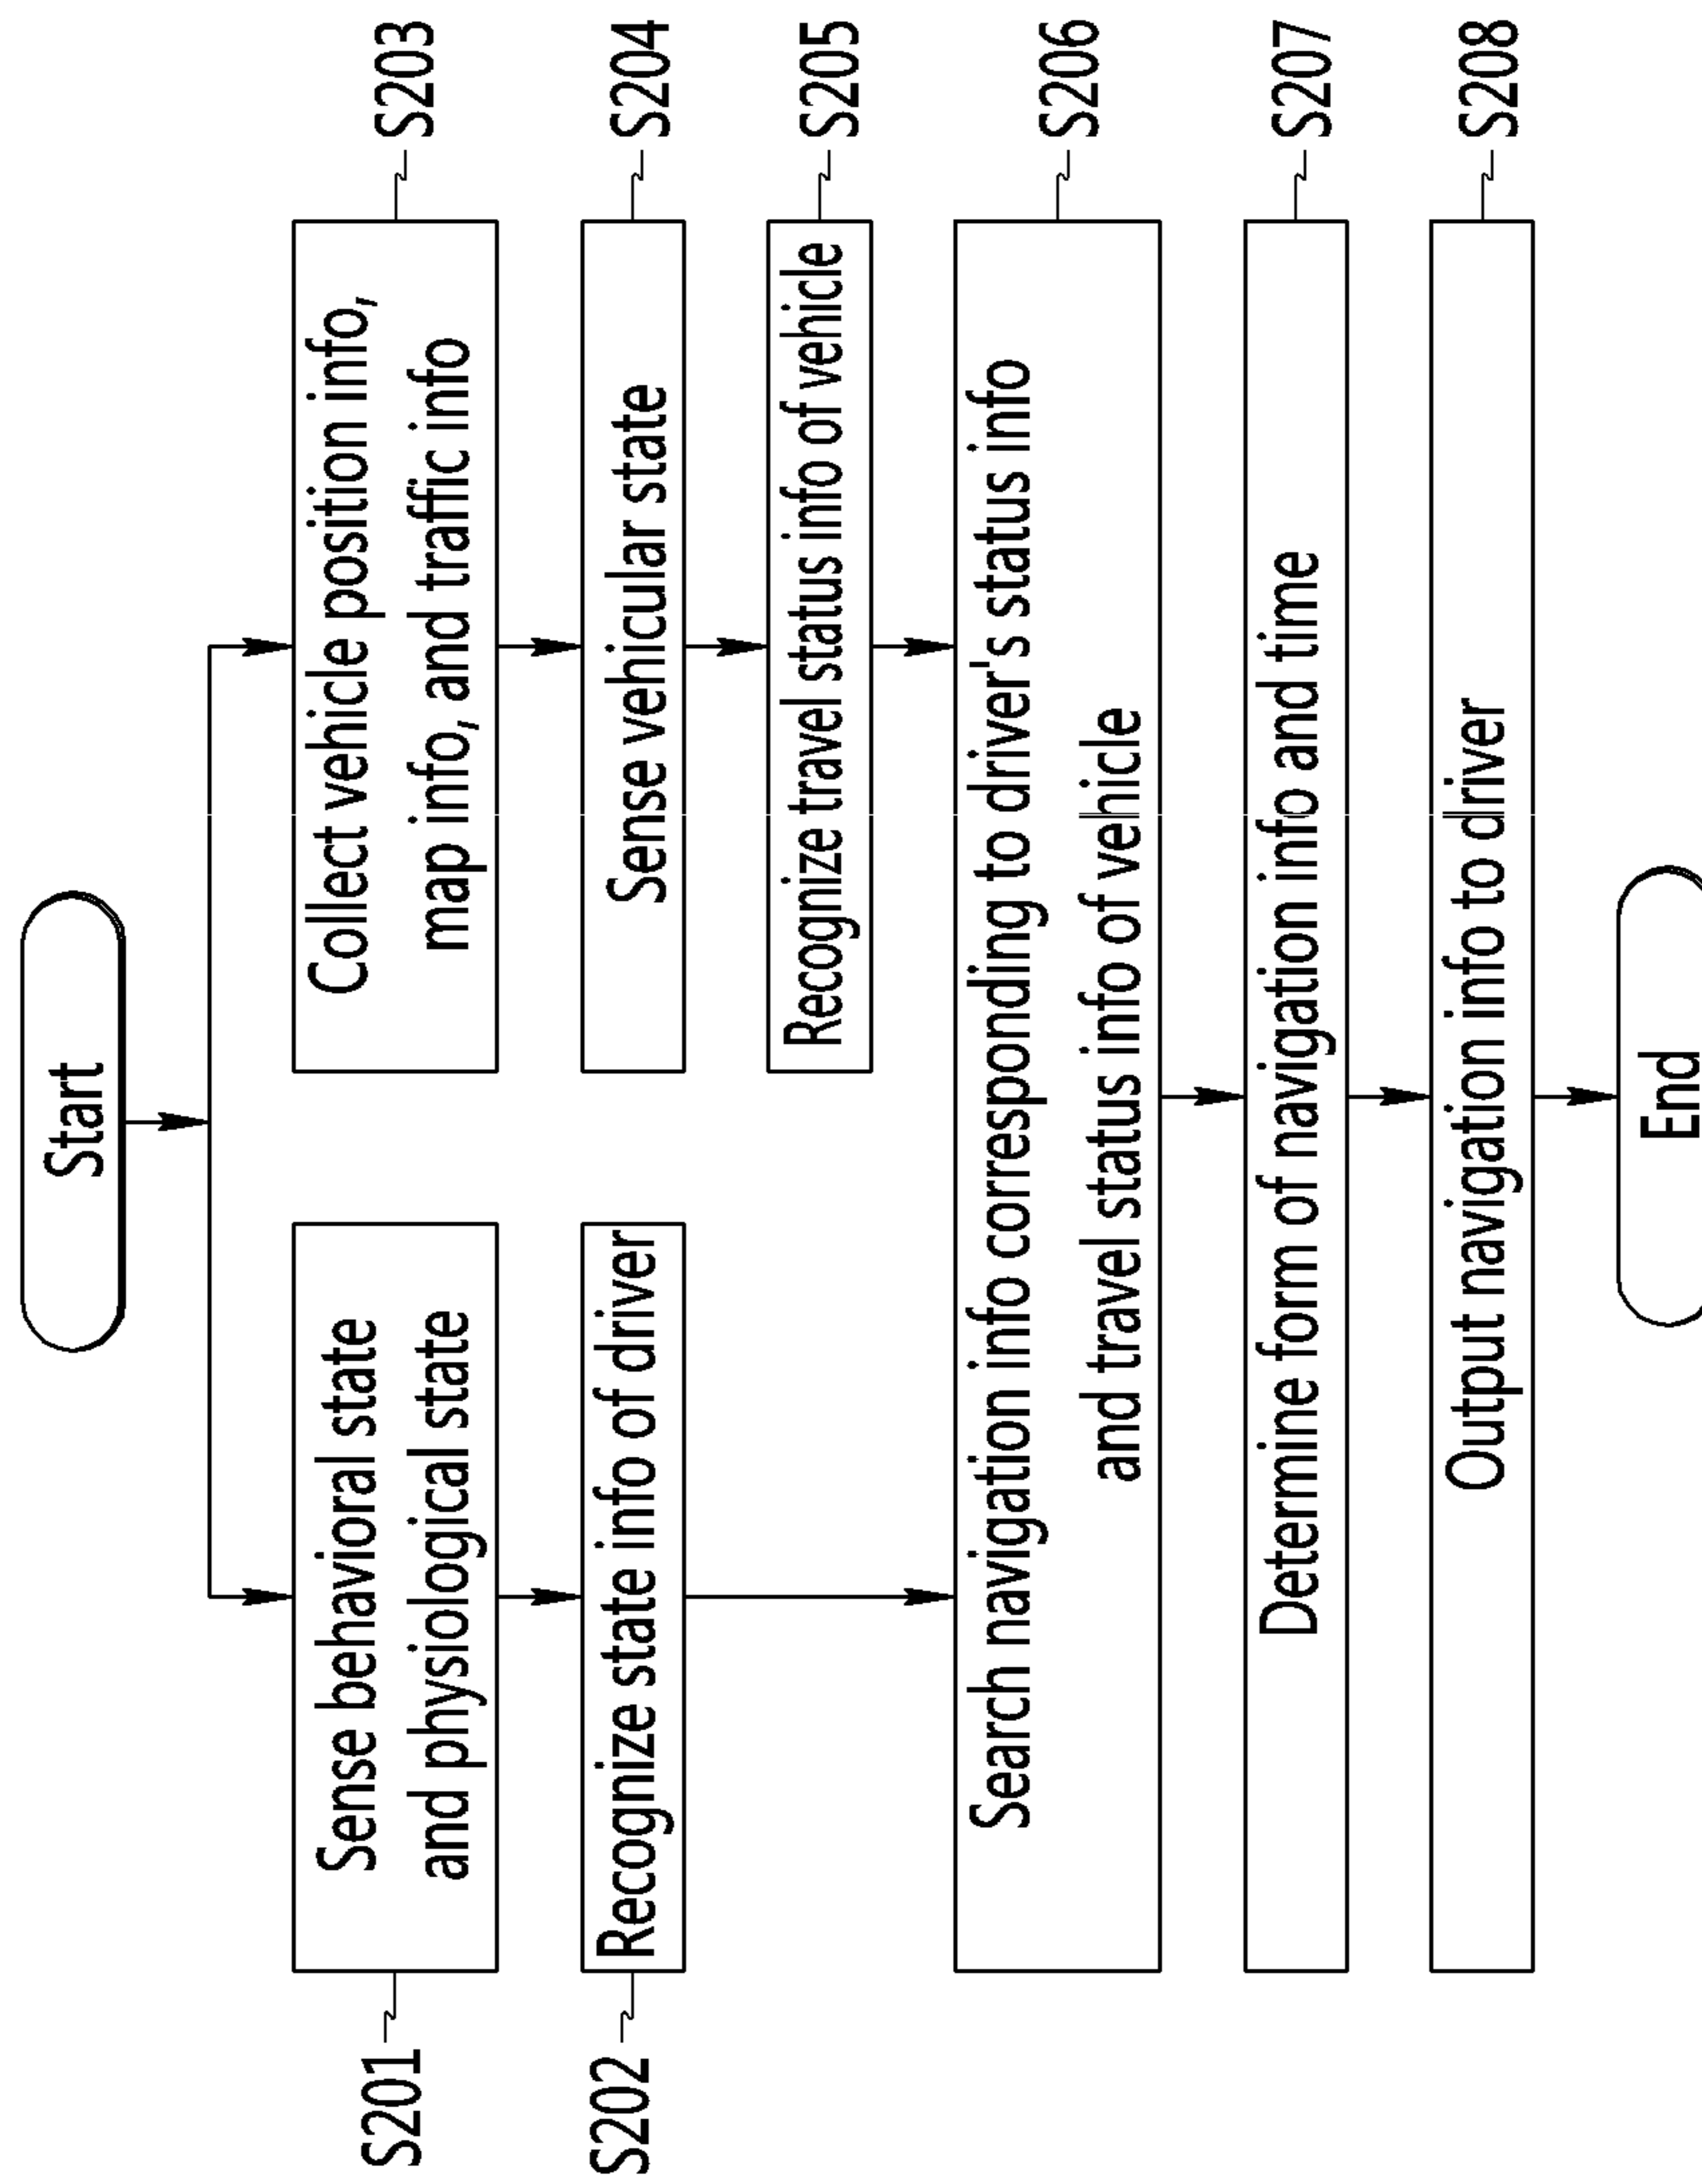 Start
S201
Sense behavioral state
and physiological state
S202
Recognize state info of driver
Collect vehicle position info,
map info, and traffic info
S203
Sense vehicular state
S204
Recognize travel status info of vehicle
S205
Search navigation info corresponding to driver's status info
and travel status info of vehicle
S206
Determine form of navigation info and time
S207
Output navigation info to driver
S208
End